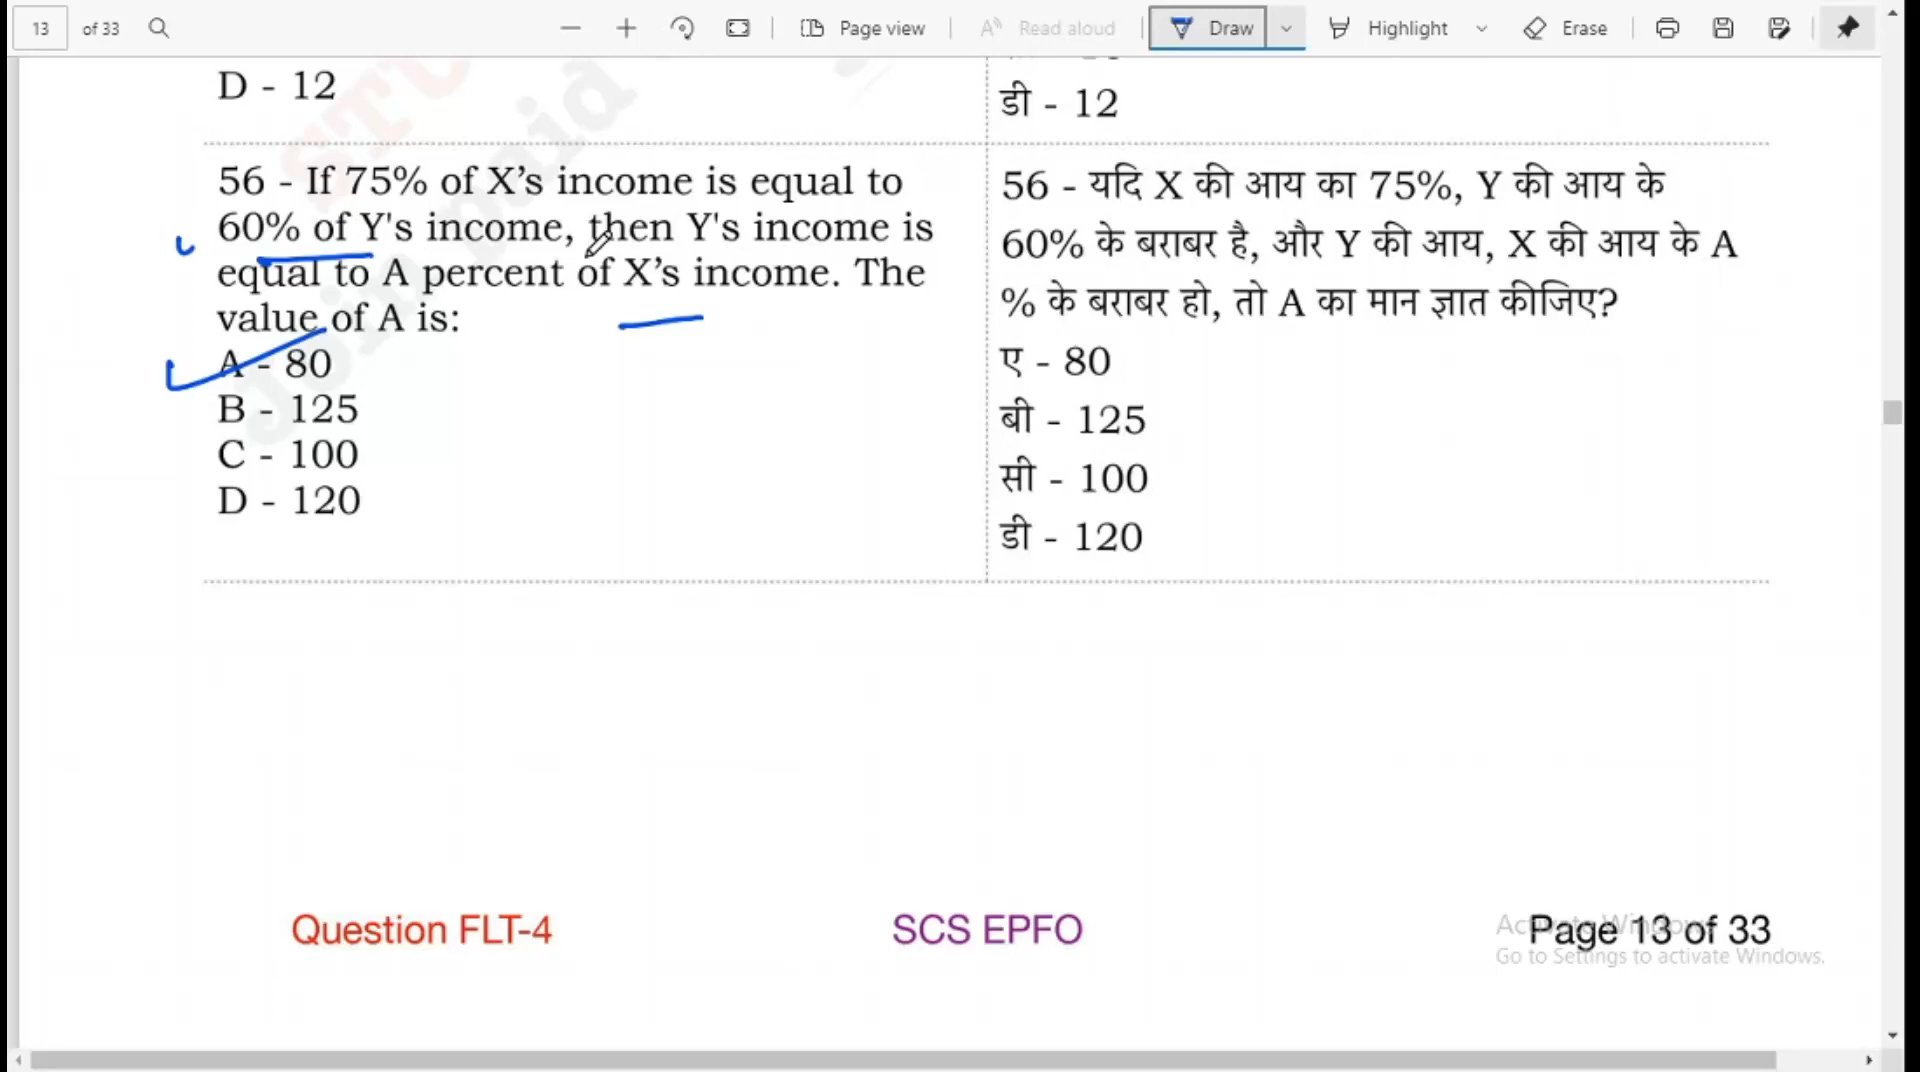 13 of 33 Page view Read aloud Draw Highlight Erase
D - 12
डी - 12
56 - If 75% of X’s income is equal to
60% of Y's income, then Y's income is
equal to A percent of X’s income. The
value of A is:
A - 80
B - 125
C - 100
D - 120
56 - यदि X की आय का 75%, Y की आय के
60% के बराबर है, और Y की आय, X की आय के A
% के बराबर हो, तो A का मान ज्ञात कीजिए?
ए - 80
बी - 125
सी - 100
डी - 120
Question FLT-4
SCS EPFO
Page 13 of 33
Activate Windows
Go to Settings to activate Windows.